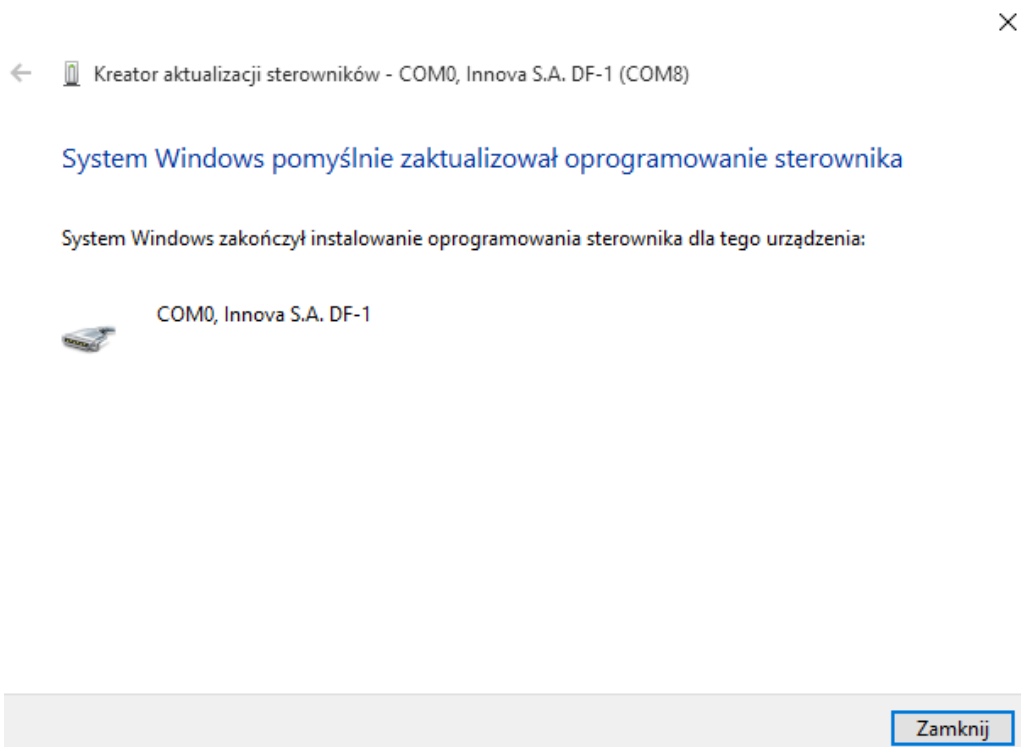 Kreator aktualizacji sterowników - COM0, Innova S.A. DF-1 (COM8)
System Windows pomyślnie zaktualizował oprogramowanie sterownika
System Windows zakończył instalowanie oprogramowania sterownika dla tego urządzenia:
COM0, Innova S.A. DF-1
Zamknij